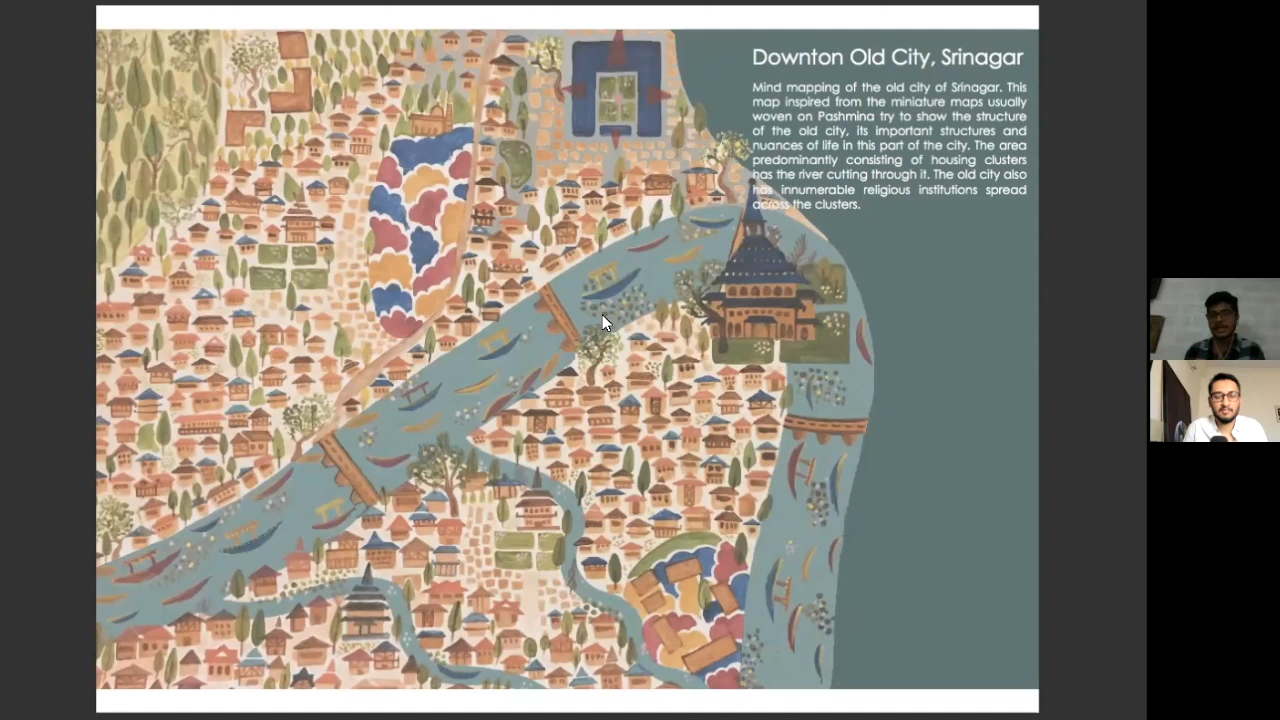 Downton Old City, Srinagar
Mind mapping of the old city of Srinagar. This
map inspired from the miniature maps usually
woven on Pashmina try to show the structure
of the old city, its important structures and
nuances of life in this part of the city. The area
predominantly consisting of housing clusters
has the river cutting through it. The old city also
has innumerable religious institutions spread
across the clusters.